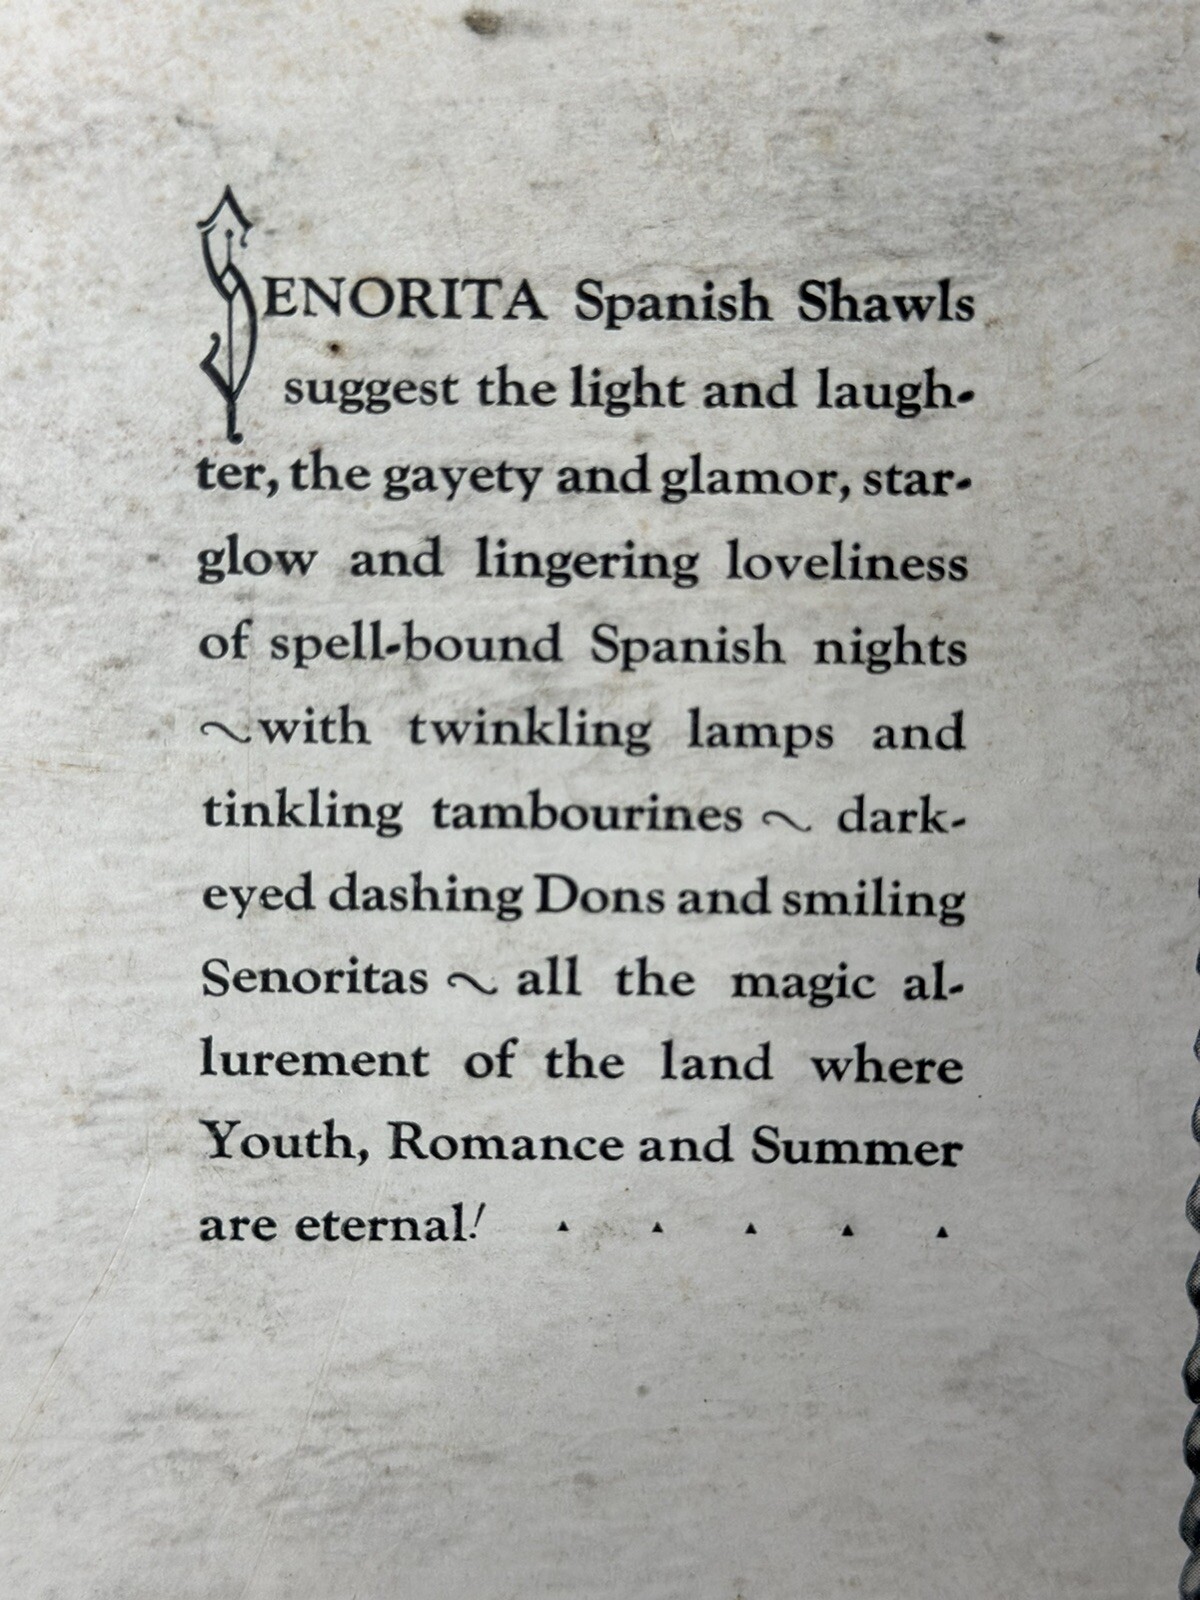 SENORITA Spanish Shawls
suggest the light and laugh-
ter, the gayety and glamor, star-
glow and lingering loveliness
of spell-bound Spanish nights
~with twinkling lamps and
tinkling tambourines ~ dark-
eyed dashing Dons and smiling
Senoritas ~ all the magic al-
lurement of the land where
Youth, Romance and Summer
are eternal!